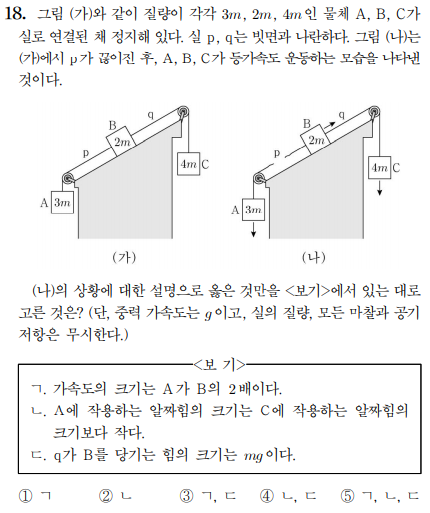 18. 그림 (가)와 같이 질량이 각각 3m, 2m, 4m인 물체 A, B, C가
실로 연결된 채 정지해 있다. 실 p, q는 빗면과 나란하다. 그림 (나)는
(가)에서 p가 끊어진 후, A, B, C가 등가속도 운동하는 모습을 나타낸
것이다.
q
B
2m
p
4m C
A 3m
(가)
q
B
2m
p
4m C
A 3m
(나)
(나)의 상황에 대한 설명으로 옳은 것만을 <보기>에서 있는 대로
고른 것은? (단, 중력 가속도는 g이고, 실의 질량, 모든 마찰과 공기
저항은 무시한다.)
<보 기>
ㄱ. 가속도의 크기는 A가 B의 2배이다.
ㄴ. A에 작용하는 알짜힘의 크기는 C에 작용하는 알짜힘의
크기보다 작다.
ㄷ. q가 B를 당기는 힘의 크기는 mg이다.
① ㄱ ② ㄴ ③ ㄱ, ㄷ ④ ㄴ, ㄷ ⑤ ㄱ, ㄴ, ㄷ